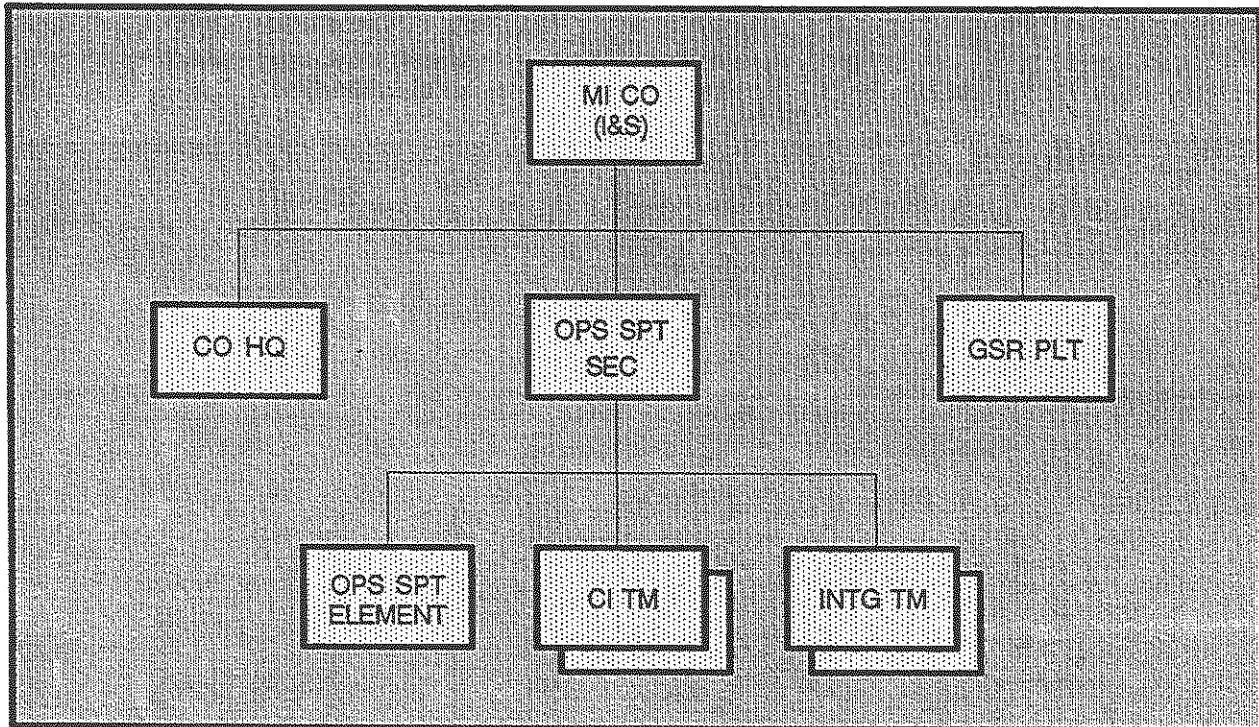 MI CO
(I&S)
CO HQ
OPS SPT
SEC
GSR PLT
OPS SPT
ELEMENT
CI TM
INTG TM